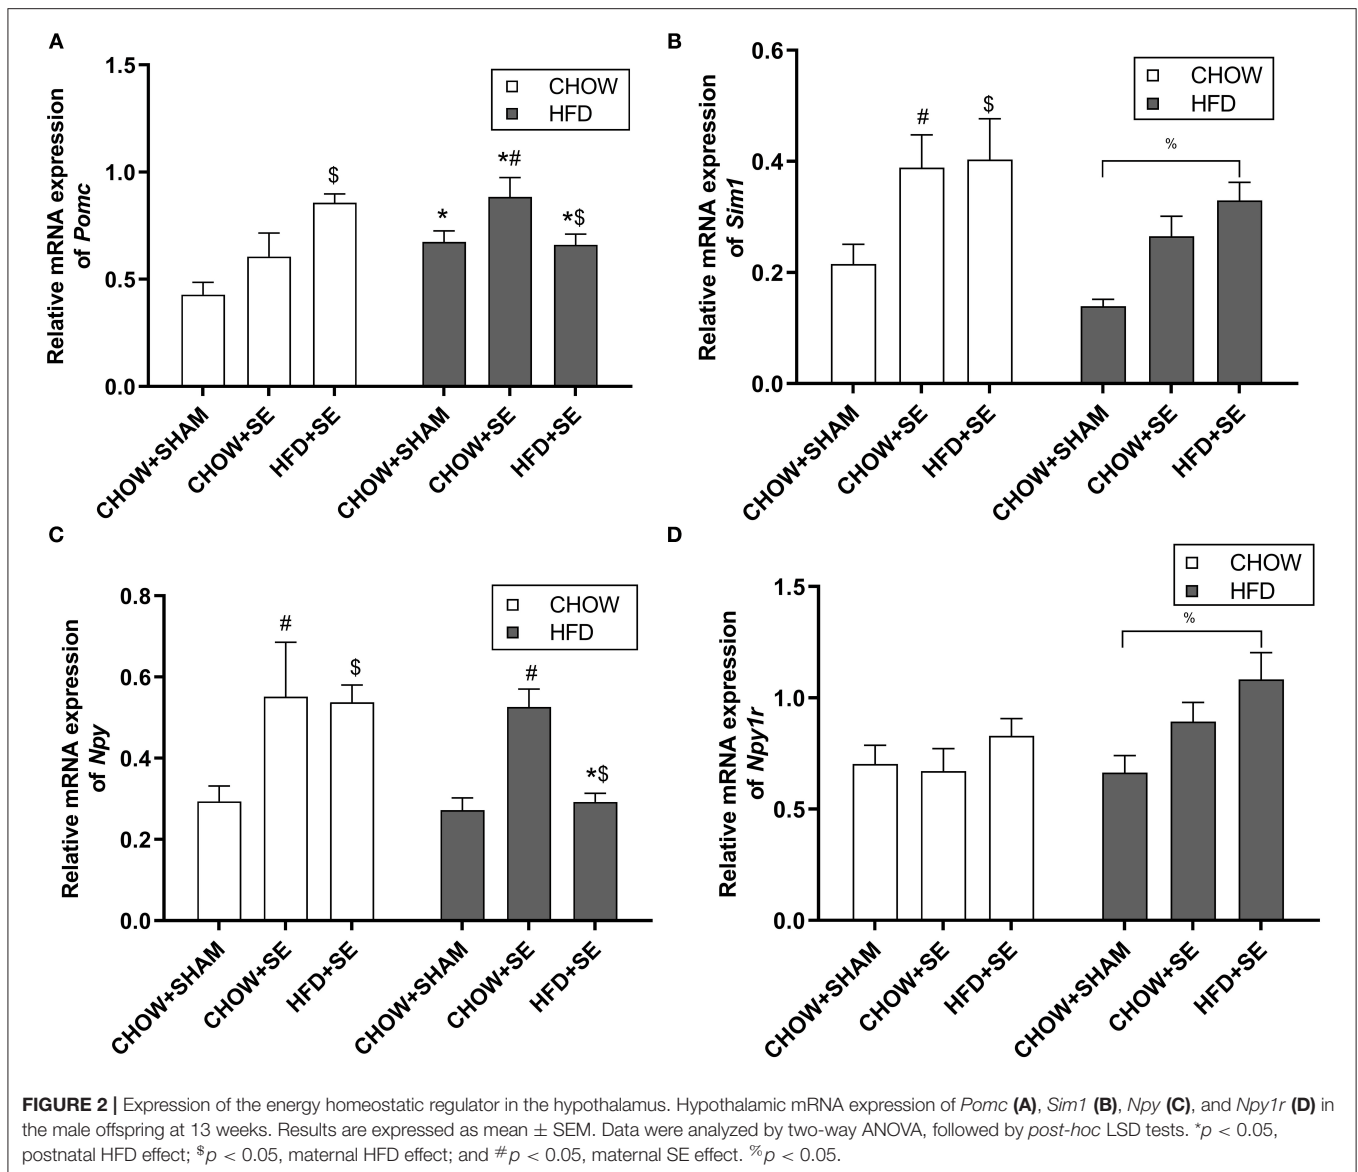 A
Relative mRNA expression
of Pomc
1.5
1.0
0.5
0.0
CHOW
HFD
$
*
*#
*$
CHOW+SHAM
CHOW+SE
HFD+SE
CHOW+SHAM
CHOW+SE
HFD+SE
B
Relative mRNA expression
of Sim1
0.6
0.4
0.2
0.0
CHOW
HFD
#
$
%
CHOW+SHAM
CHOW+SE
HFD+SE
CHOW+SHAM
CHOW+SE
HFD+SE
C
Relative mRNA expression
of Npy
0.8
0.6
0.4
0.2
0.0
CHOW
HFD
#
$
#
*$
CHOW+SHAM
CHOW+SE
HFD+SE
CHOW+SHAM
CHOW+SE
HFD+SE
D
Relative mRNA expression
of Npy1r
1.5
1.0
0.5
0.0
CHOW
HFD
%
CHOW+SHAM
CHOW+SE
HFD+SE
CHOW+SHAM
CHOW+SE
HFD+SE
FIGURE 2 | Expression of the energy homeostatic regulator in the hypothalamus. Hypothalamic mRNA expression of Pomc (A), Sim1 (B), Npy (C), and Npy1r (D) in
the male offspring at 13 weeks. Results are expressed as mean ± SEM. Data were analyzed by two-way ANOVA, followed by post-hoc LSD tests. *p < 0.05,
postnatal HFD effect; $p < 0.05, maternal HFD effect; and #p < 0.05, maternal SE effect. %p < 0.05.